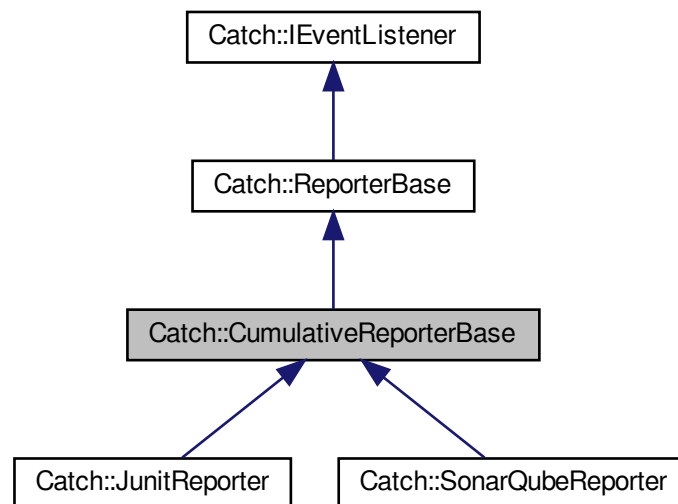 Catch::IEventListener
Catch::ReporterBase
Catch::CumulativeReporterBase
Catch::JunitReporter
Catch::SonarQubeReporter